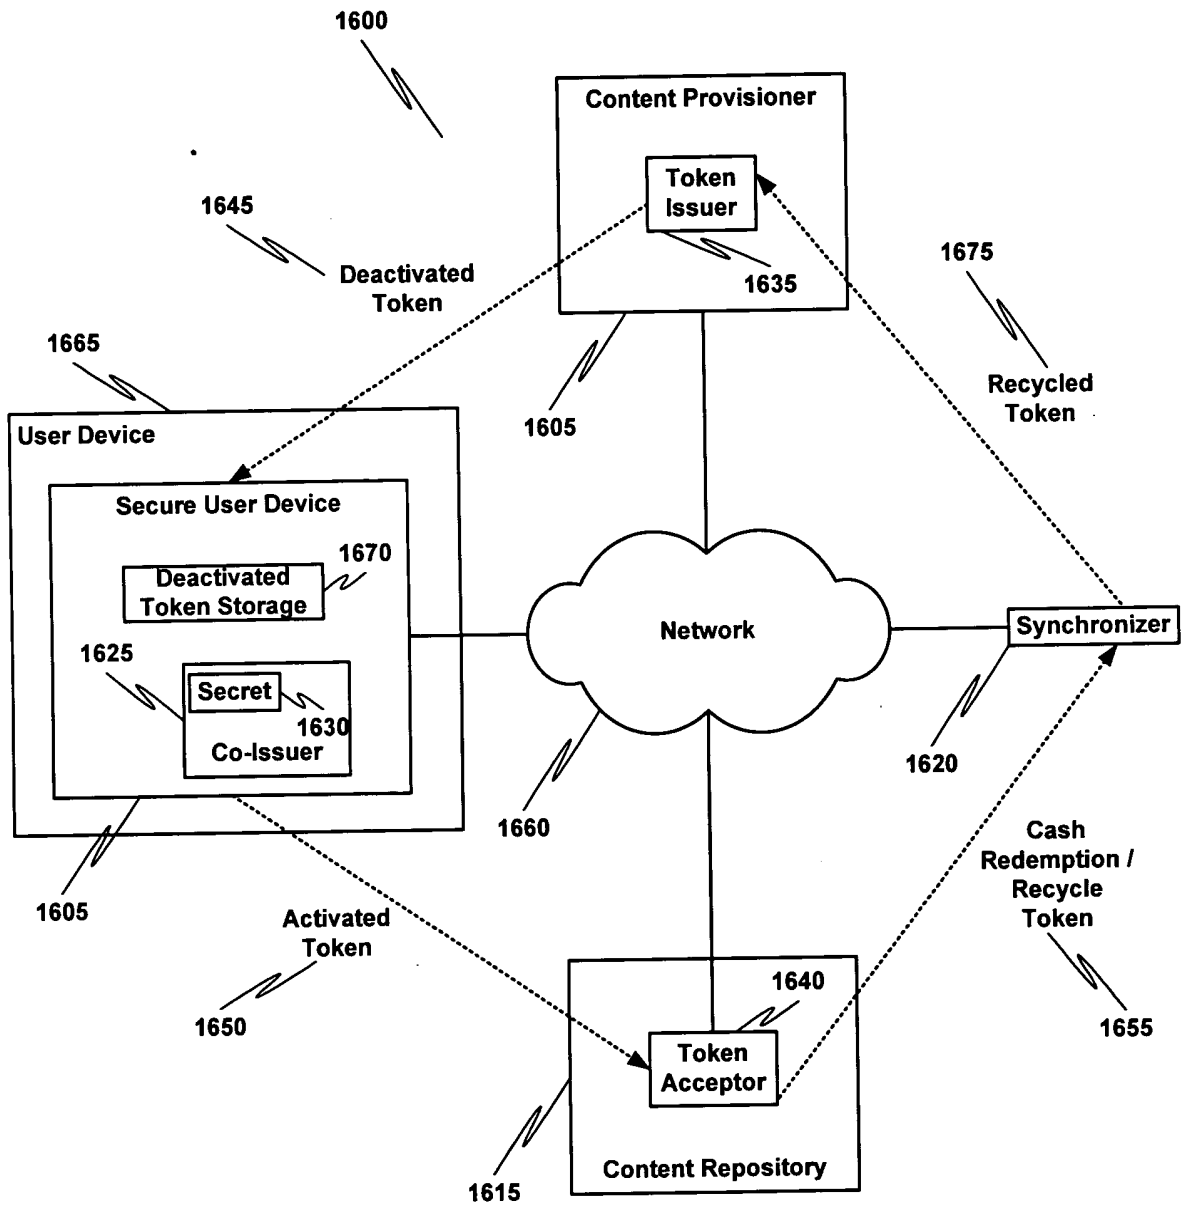 1600
Content Provisioner
Token
Issuer
1635
1645
Deactivated
Token
1675
Recycled
Token
1665
1605
User Device
Secure User Device
1670
Deactivated
Token Storage
1625
Secret
1630
Co-Issuer
Network
Synchronizer
1620
1660
1605
Activated
Token
1650
Cash
Redemption /
Recycle
Token
1655
1640
Token
Acceptor
Content Repository
1615